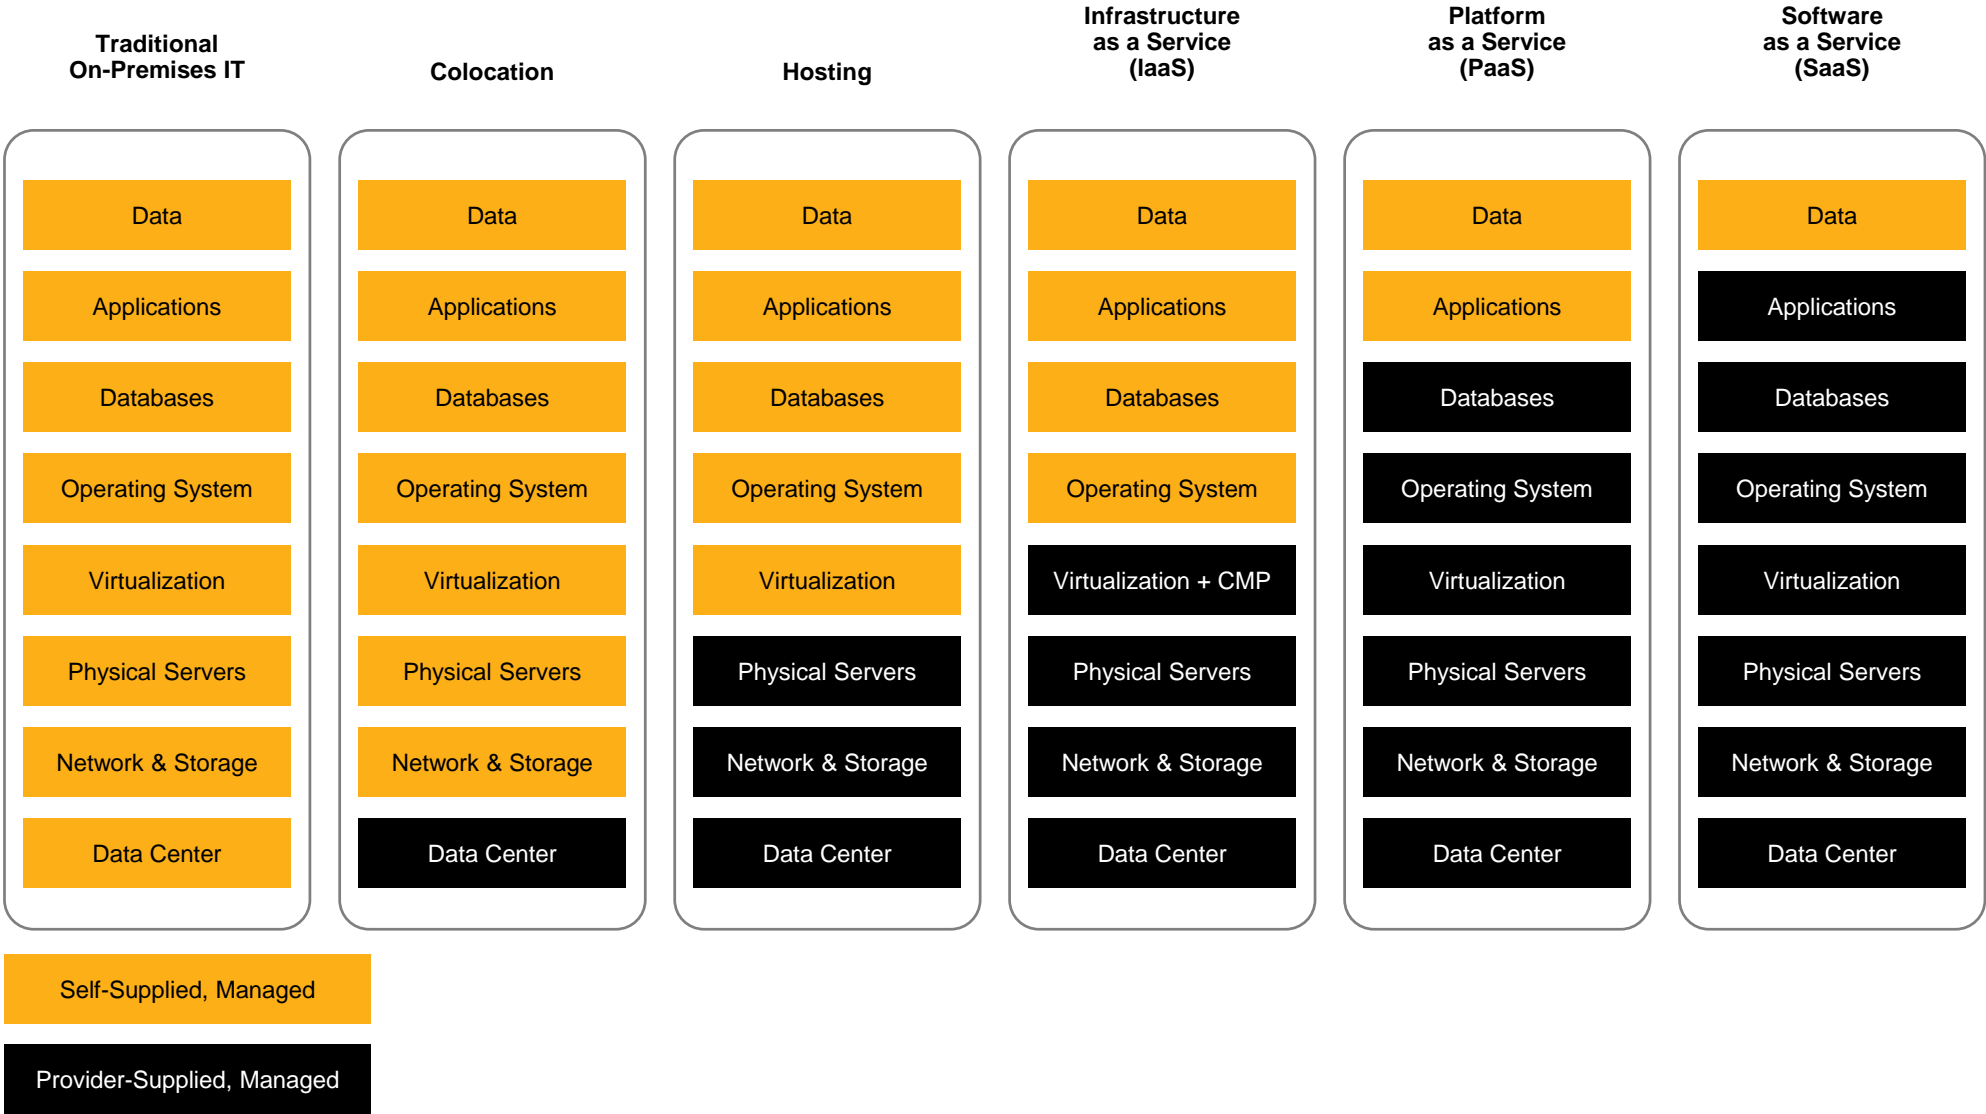 Traditional
On-Premises IT
Colocation
Hosting
Infrastructure
as a Service
(IaaS)
Platform
as a Service
(PaaS)
Software
as a Service
(SaaS)
Data
Applications
Databases
Operating System
Virtualization
Physical Servers
Network & Storage
Data Center
Data
Applications
Databases
Operating System
Virtualization
Physical Servers
Network & Storage
Data Center
Data
Applications
Databases
Operating System
Virtualization
Physical Servers
Network & Storage
Data Center
Data
Applications
Databases
Operating System
Virtualization + CMP
Physical Servers
Network & Storage
Data Center
Data
Applications
Databases
Operating System
Virtualization
Physical Servers
Network & Storage
Data Center
Data
Applications
Databases
Operating System
Virtualization
Physical Servers
Network & Storage
Data Center
Self-Supplied, Managed
Provider-Supplied, Managed